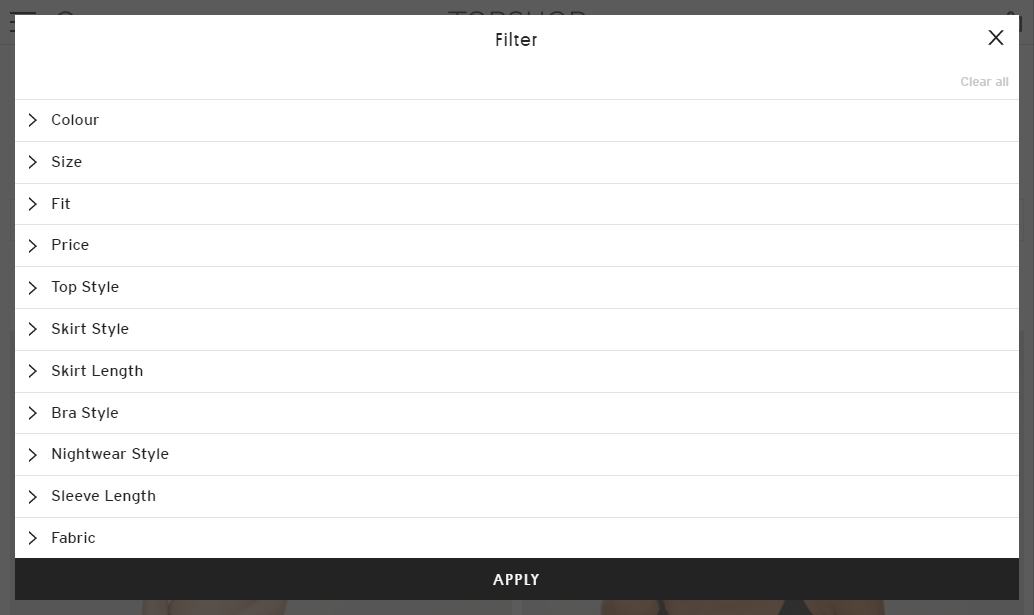 TOPSHOP
Filter
Clear all
Colour
Size
Fit
Price
Top Style
Skirt Style
Skirt Length
Bra Style
Nightwear Style
Sleeve Length
Fabric
APPLY